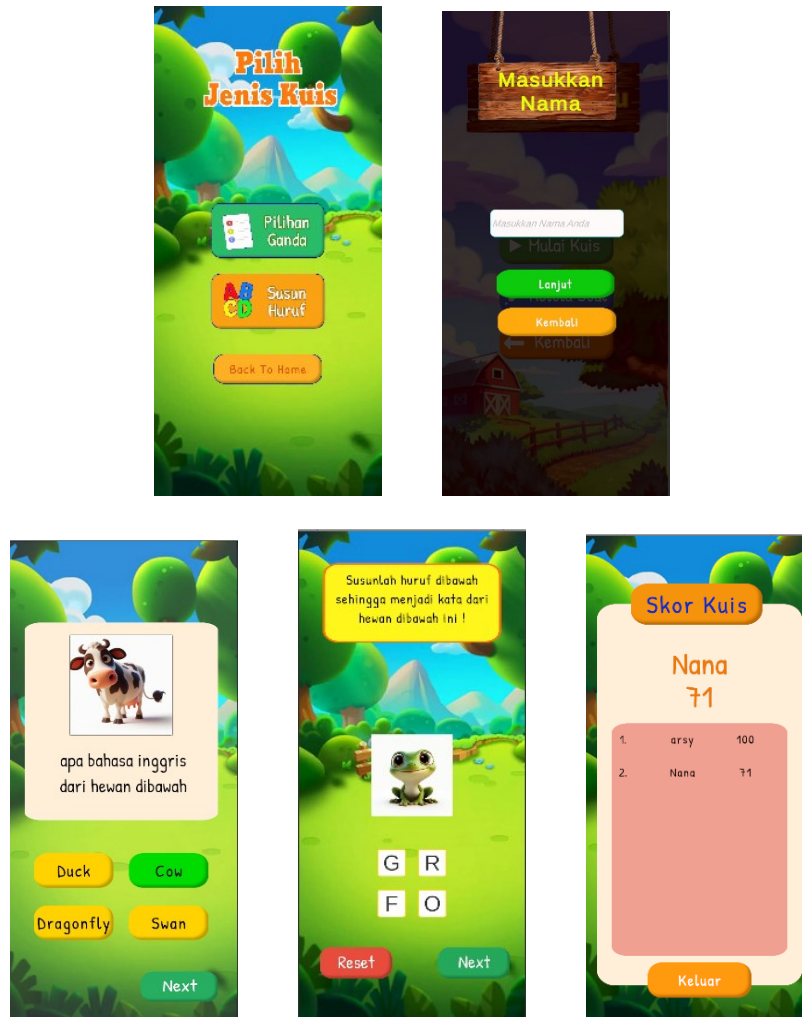 Pilih
Jenis Kuis
Pilihan
Ganda
ABCD
Susun
Huruf
Back To Home
Masukkan
Nama
u
Masukkan Nama Anda
Mulai Kuis
Lanjut
Kembali
Kembali
apa bahasa inggris
dari hewan dibawah
Duck
Cow
Dragonfly
Swan
Next
Susunlah huruf dibawah
sehingga menjadi kata dari
hewan dibawah ini !
G R
F O
Reset
Next
Skor Kuis
Nana
71
1. arsy 100
2. Nana 71
Keluar